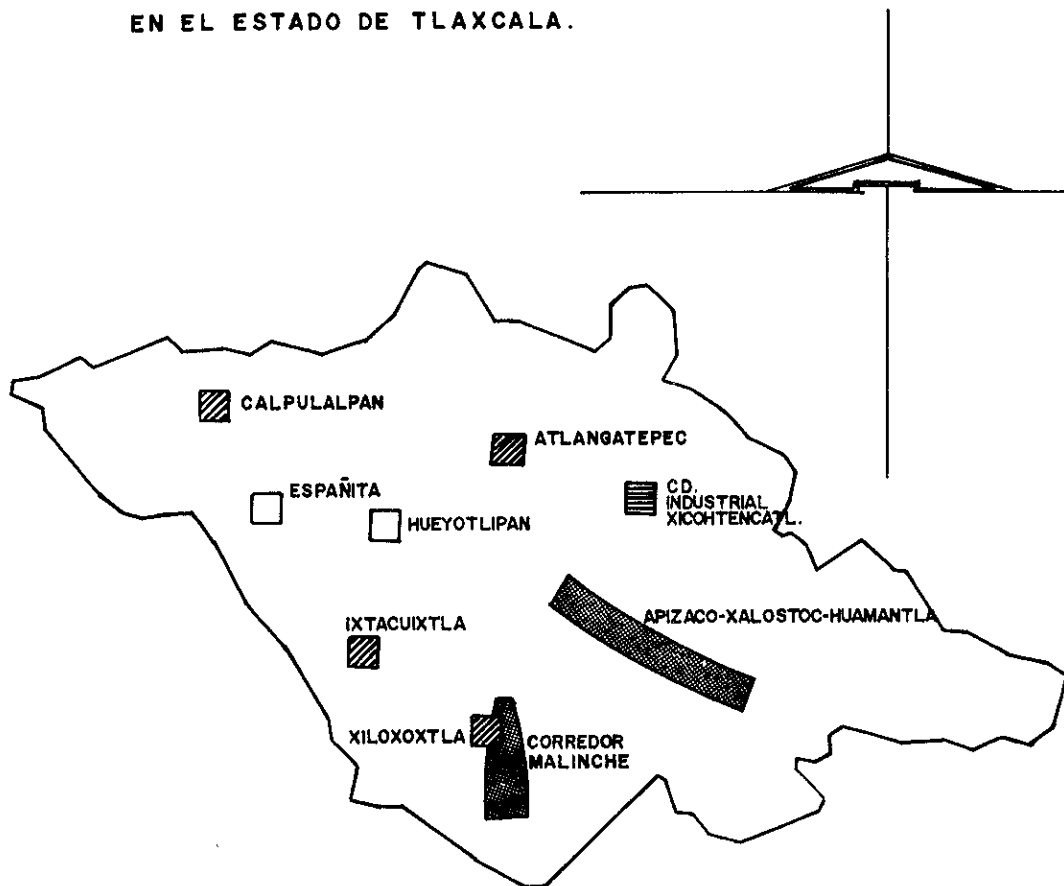 EN EL ESTADO DE TLAXCALA.
CALPULALPAN
ATLANGATEPEC
ESPAÑITA
HUEYOTLIPAN
CD.
INDUSTRIAL
XICOHTENCATL.
IXTACUIXTLA
APIZACO-XALOSTOC-HUAMANTLA
XILOXOXTLA
CORREDOR
MALINCHE